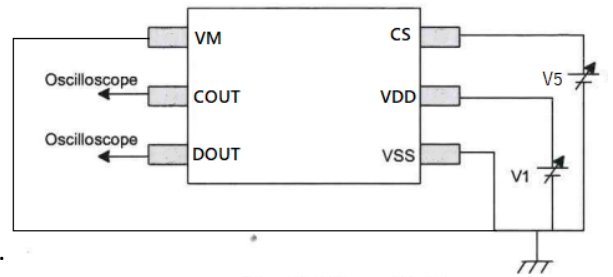 VM
CS
Oscilloscope
COUT
VDD
V5
Oscilloscope
DOUT
VSS
V1
.